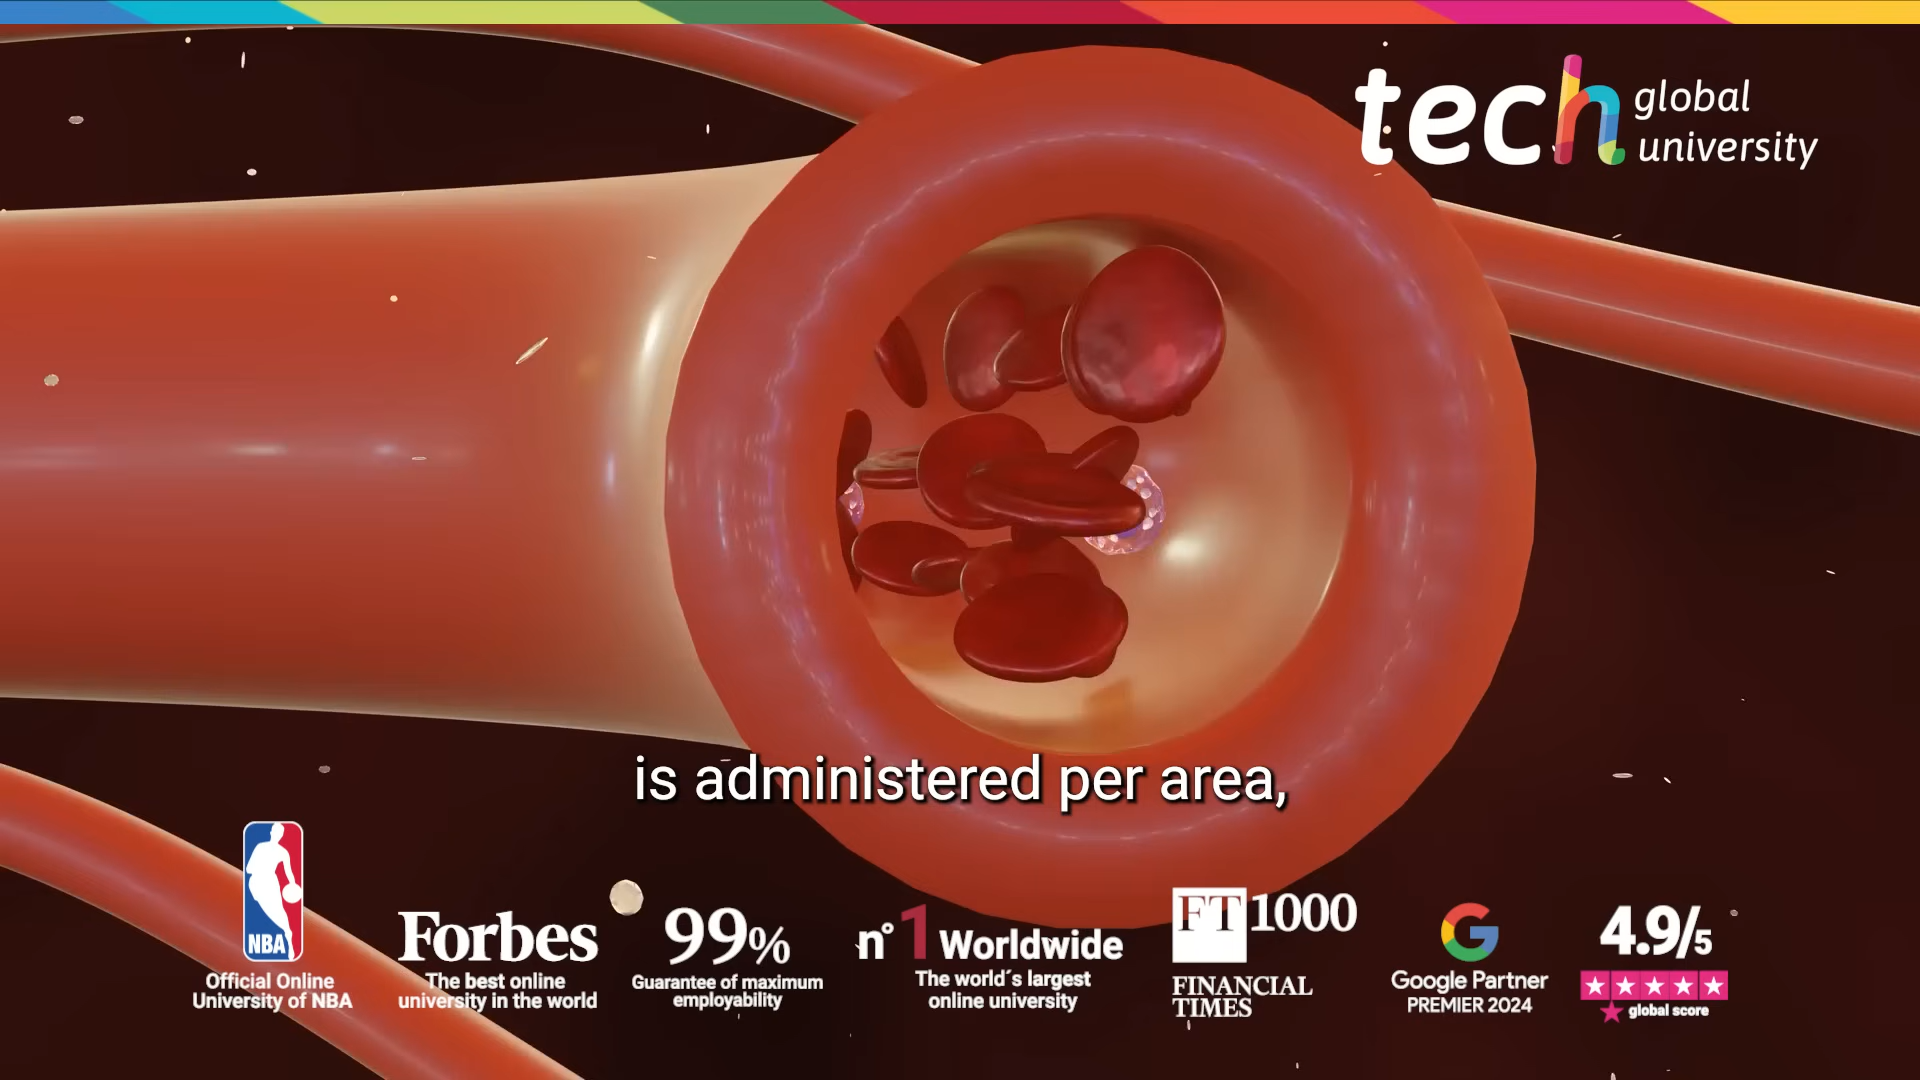 tech global university
is administered per area,
NBA
Official Online
University of NBA
Forbes
The best online
university in the world
99%
Guarantee of maximum
employability
nº1 Worldwide
The world´s largest
online university
FT 1000
FINANCIAL
TIMES
G
Google Partner
PREMIER 2024
4.9/5
global score